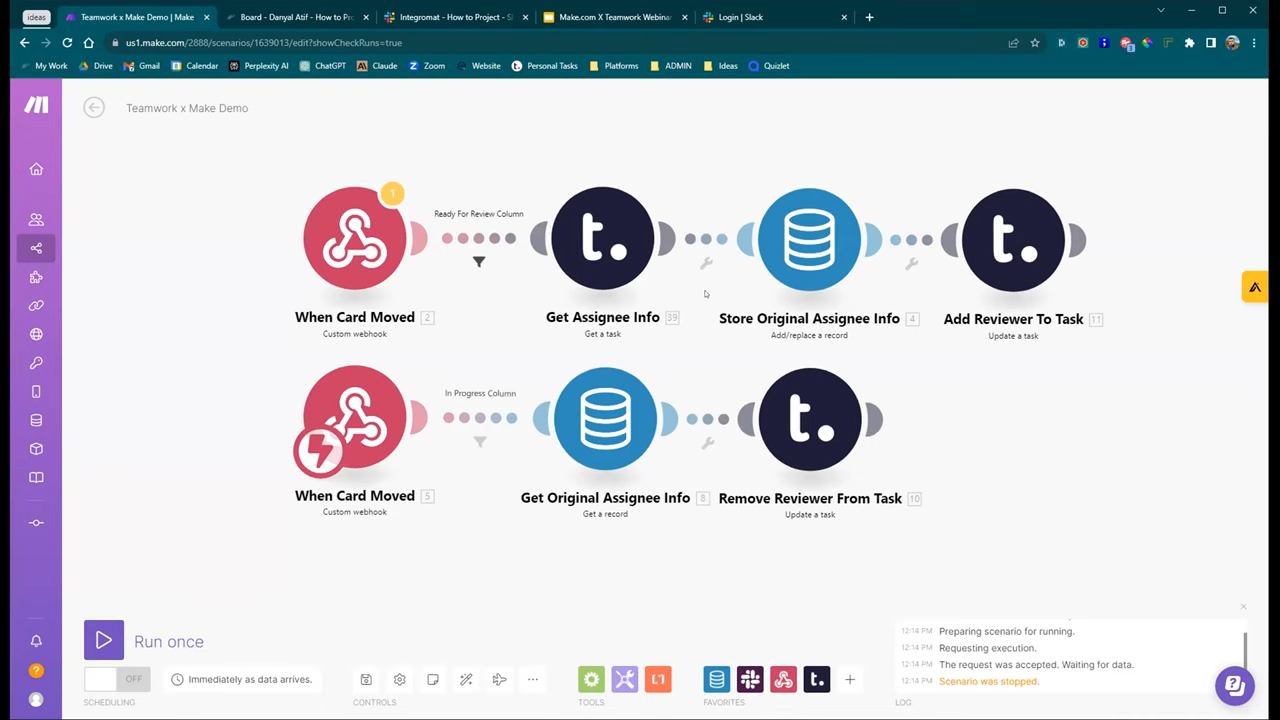 ideas
Teamwork x Make Demo | Make
Board - Danyal Atif - How to Pro
Integromat - How to Project - S
Make.com X Teamwork Webinar
Login | Slack
us1.make.com/2888/scenarios/1639013/edit?showCheckRuns=true
My Work
Drive
Gmail
Calendar
Perplexity AI
ChatGPT
Claude
Zoom
Website
Personal Tasks
Platforms
ADMIN
Ideas
Quizlet
Teamwork x Make Demo
1
Ready For Review Column
t.
t.
When Card Moved 2
Custom webhook
Get Assignee Info 39
Get a task
Store Original Assignee Info 4
Add/replace a record
Add Reviewer To Task 11
Update a task
In Progress Column
t.
When Card Moved 5
Custom webhook
Get Original Assignee Info 8
Get a record
Remove Reviewer From Task 10
Update a task
Run once
OFF
Immediately as data arrives.
SCHEDULING
CONTROLS
TOOLS
FAVORITES
12:14 PM Preparing scenario for running.
12:14 PM Requesting execution.
12:14 PM The request was accepted. Waiting for data.
12:14 PM Scenario was stopped.
LOG